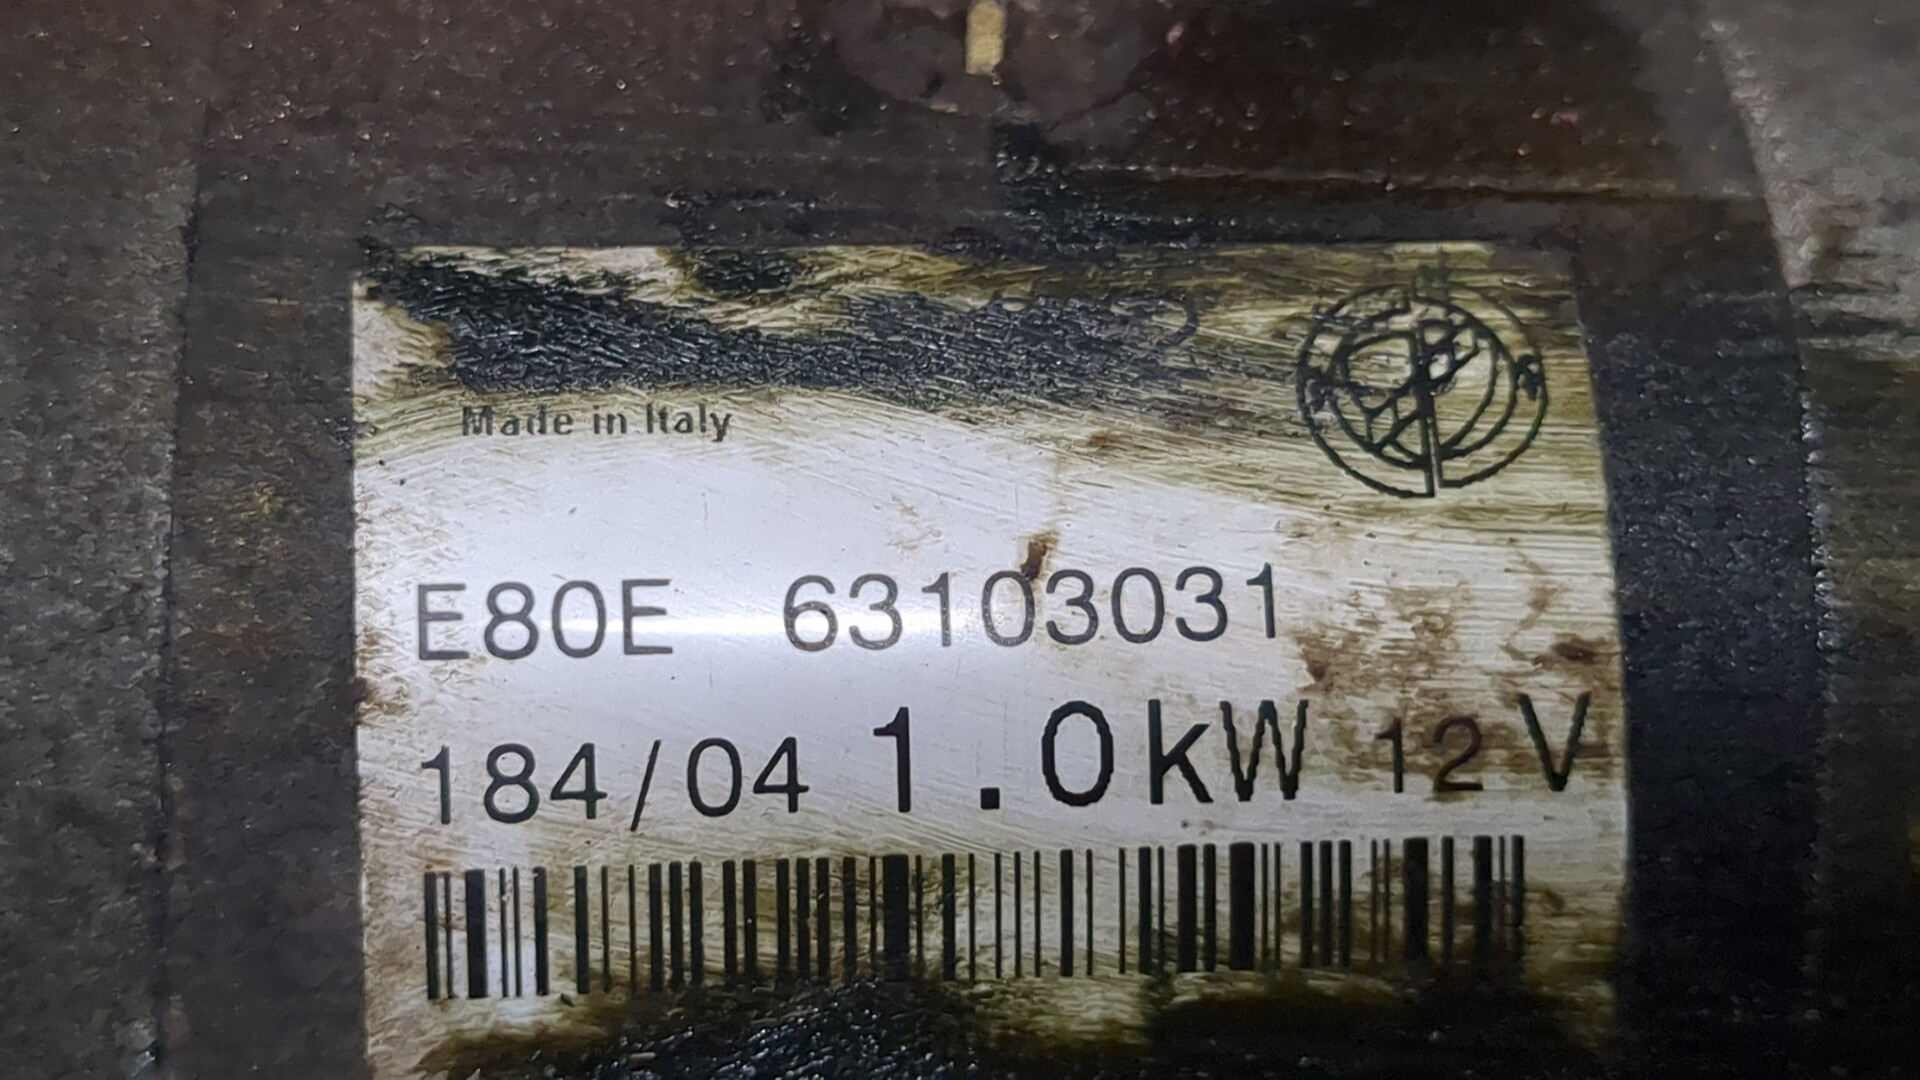 Made in Italy
E80E 63103031
184/04 1.0kW 12 V